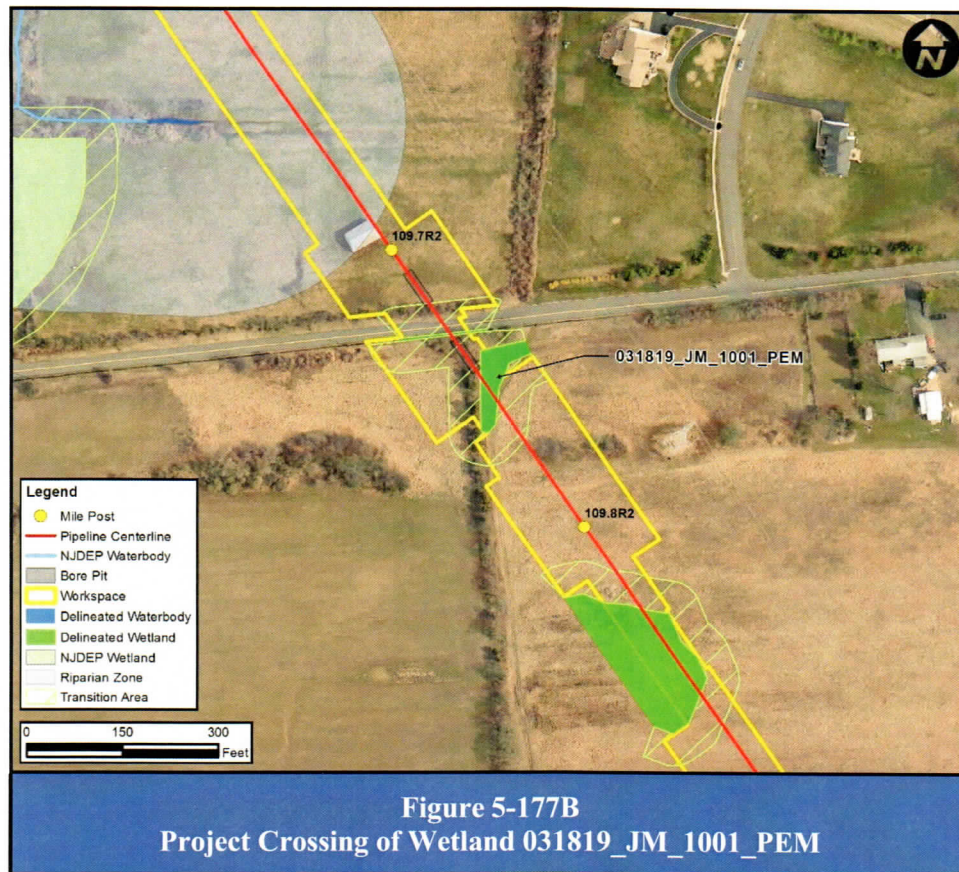 N
109.7R2
031819_JM_1001_PEM
109.8R2
Legend
Mile Post
Pipeline Centerline
NJDEP Waterbody
Bore Pit
Workspace
Delineated Waterbody
Delineated Wetland
NJDEP Wetland
Riparian Zone
Transition Area
0 150 300
Feet
Figure 5-177B
Project Crossing of Wetland 031819_JM_1001_PEM